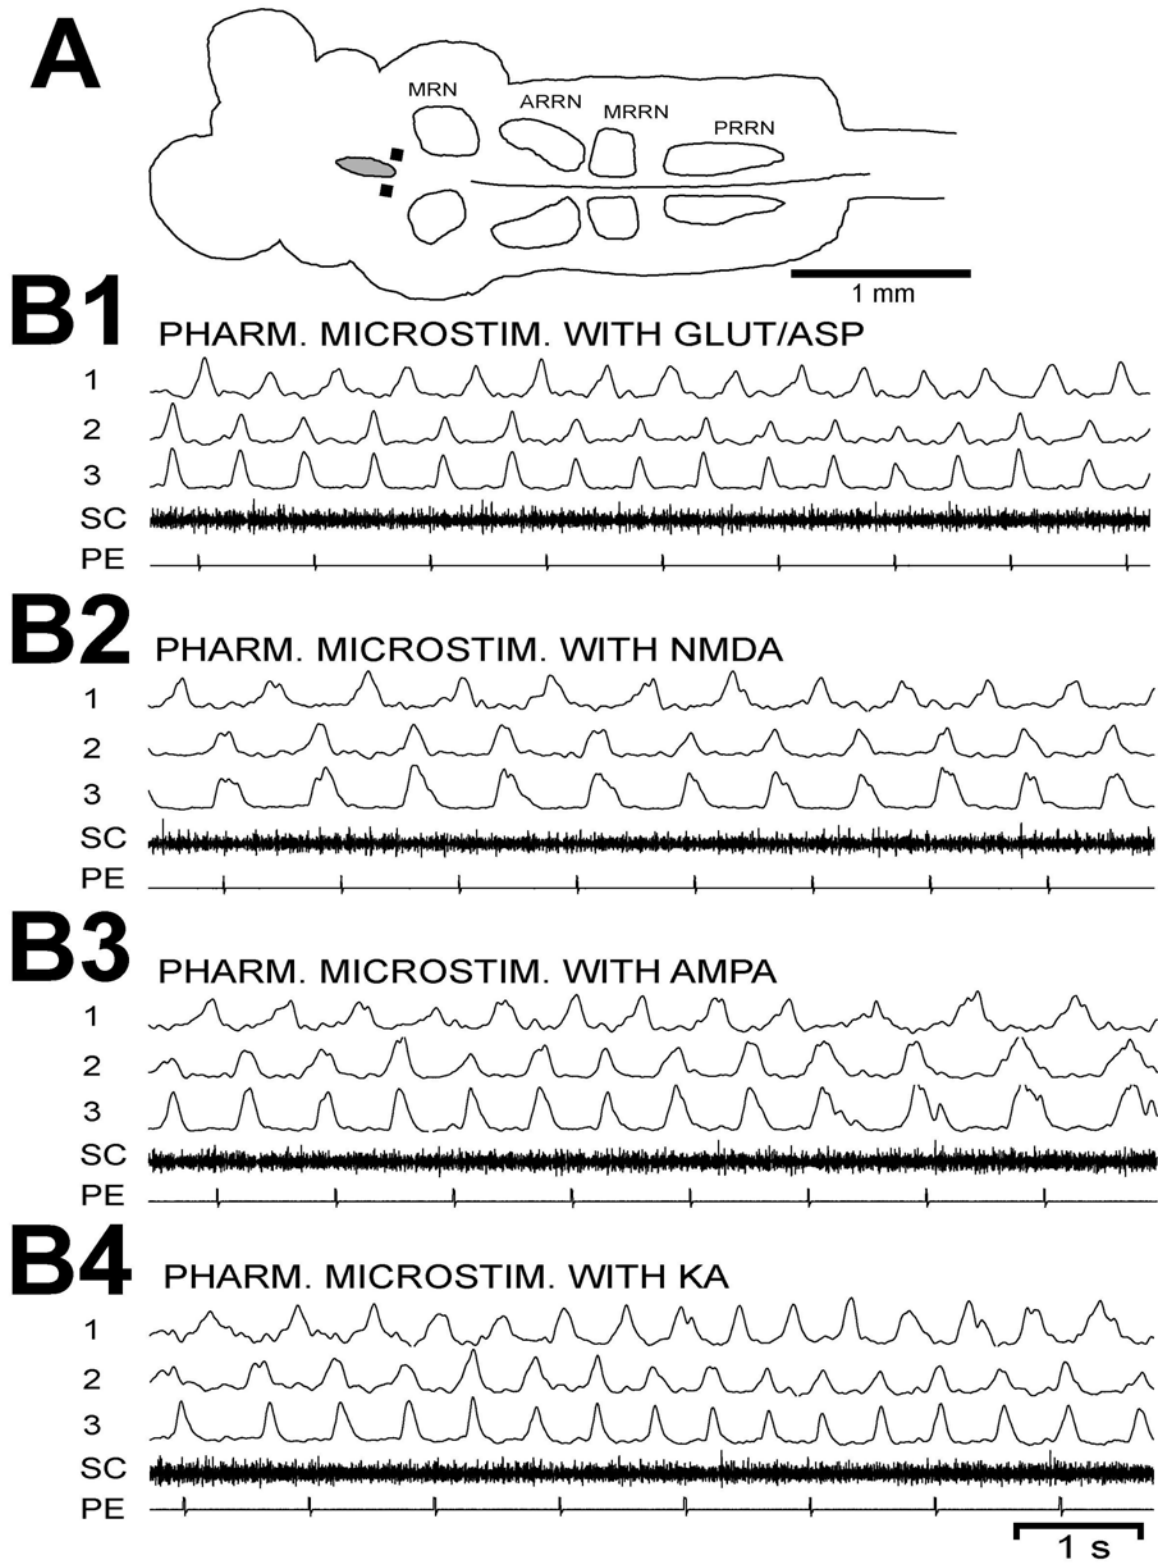 A
MRN
ARRN
MRRN
PRRN
1 mm
B1
PHARM. MICROSTIM. WITH GLUT/ASP
1
2
3
SC
PE
B2
PHARM. MICROSTIM. WITH NMDA
1
2
3
SC
PE
B3
PHARM. MICROSTIM. WITH AMPA
1
2
3
SC
PE
B4
PHARM. MICROSTIM. WITH KA
1
2
3
SC
PE
1 s